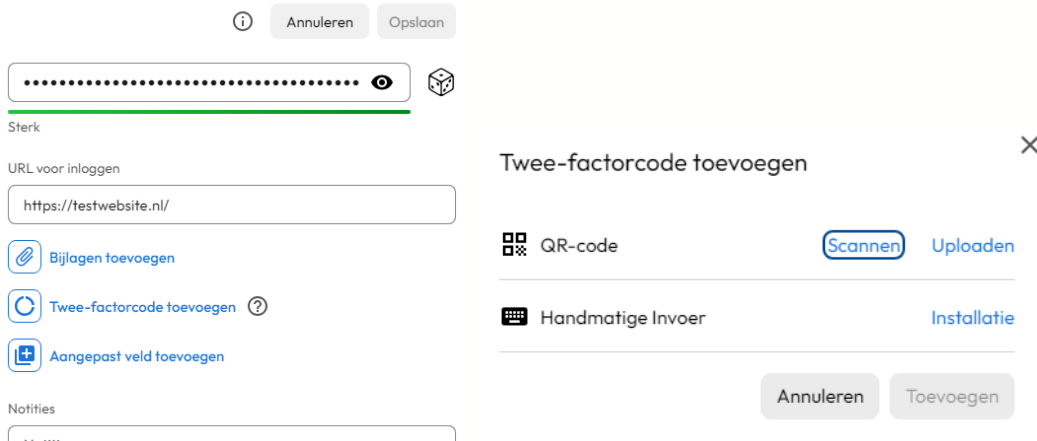 Annuleren
Opslaan
Sterk
URL voor inloggen
https://testwebsite.nl/
Bijlagen toevoegen
Twee-factorcode toevoegen
Aangepast veld toevoegen
Notities
Twee-factorcode toevoegen
QR-code
Scannen
Uploaden
Handmatige Invoer
Installatie
Annuleren
Toevoegen